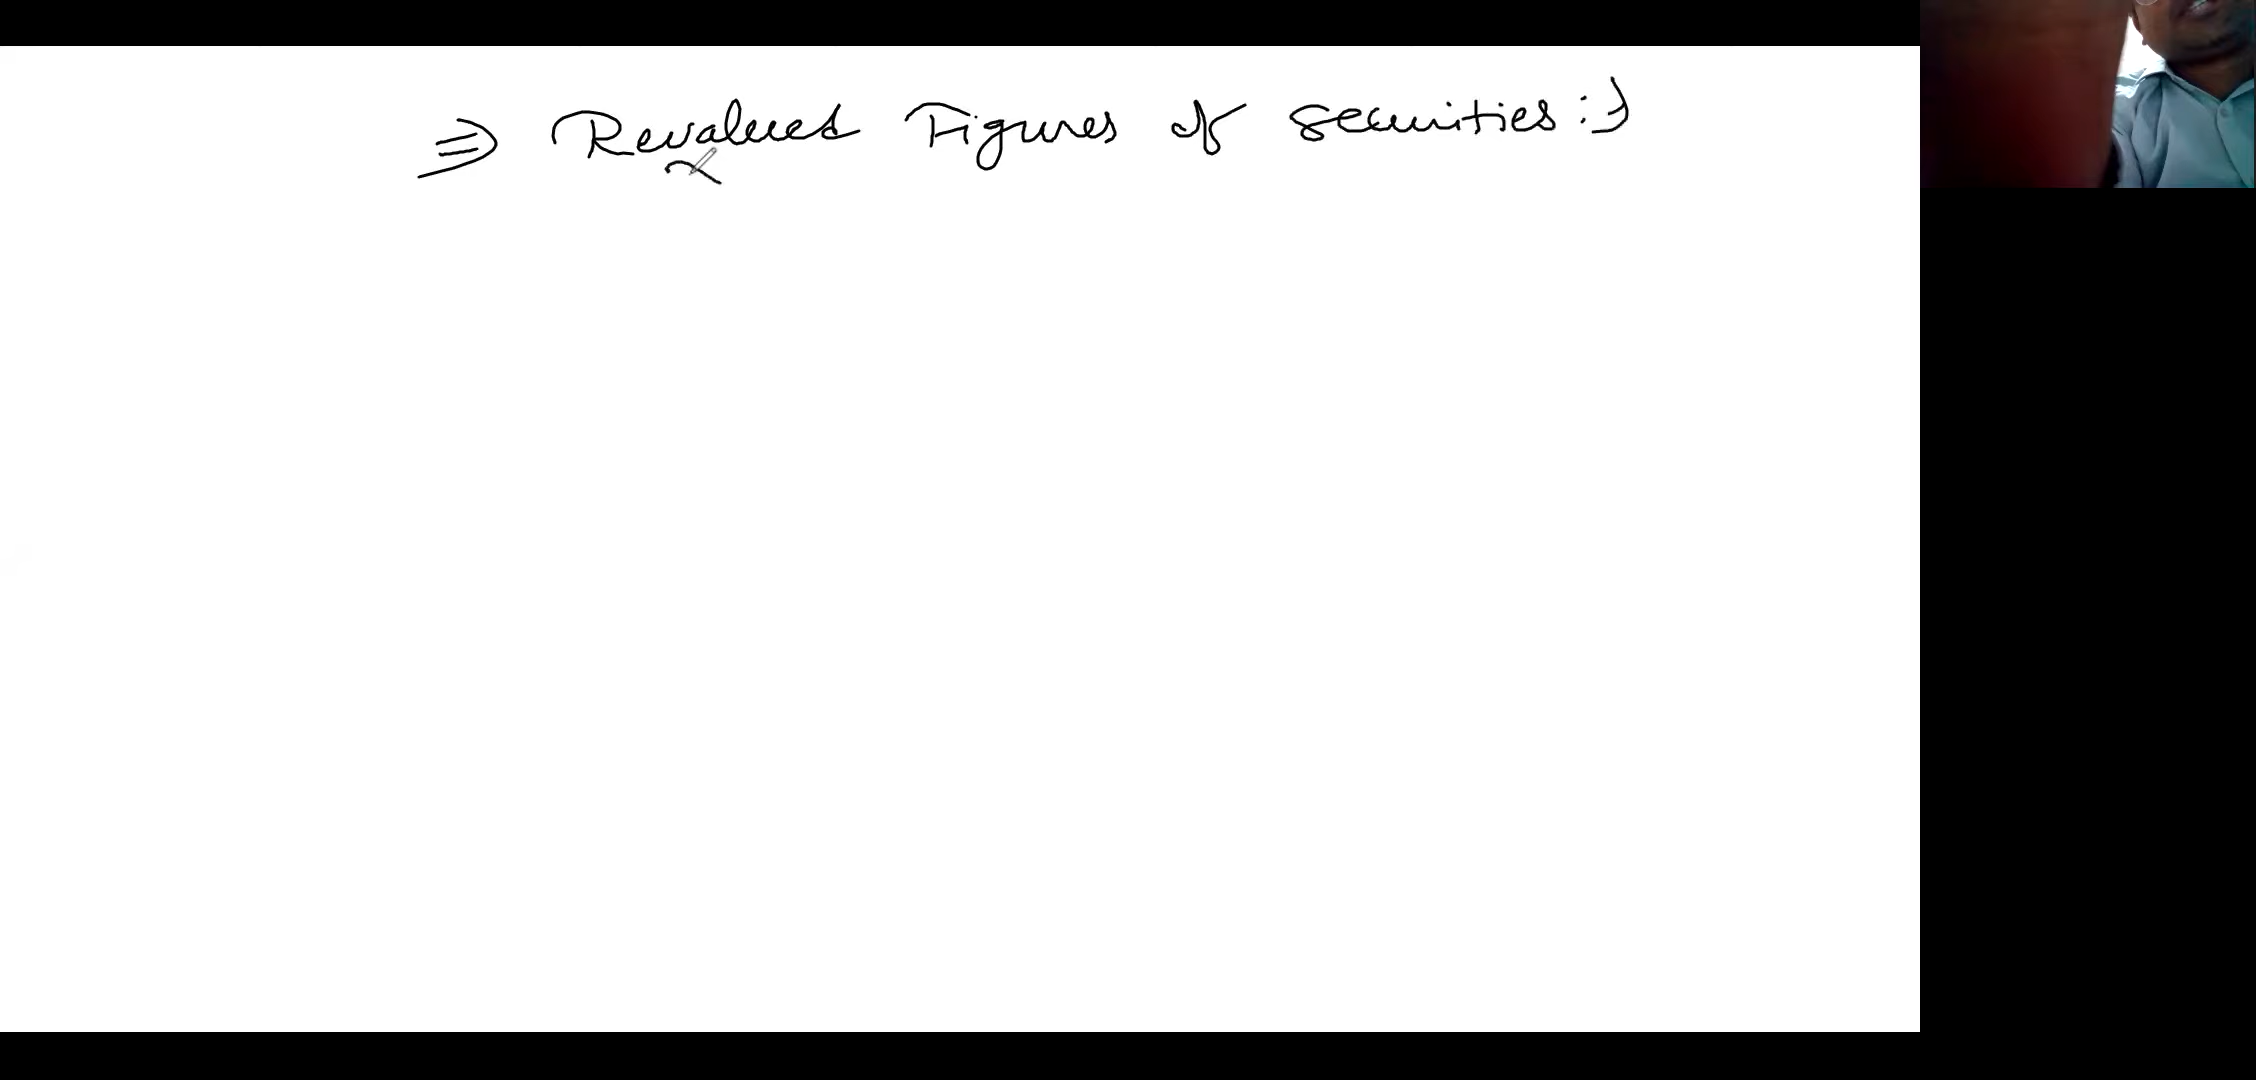 ⇒ Revalued Figures of securities :→